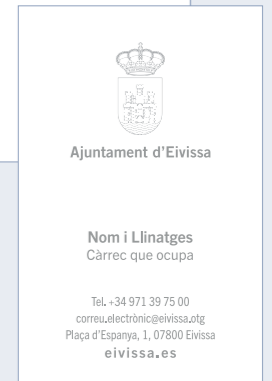 Ajuntament d'Eivissa
Nom i Llinatges
Càrrec que ocupa
Tel. +34 971 39 75 00
correu.electrònic@eivissa.otg
Plaça d'Espanya, 1, 07800 Eivissa
eivissa.es